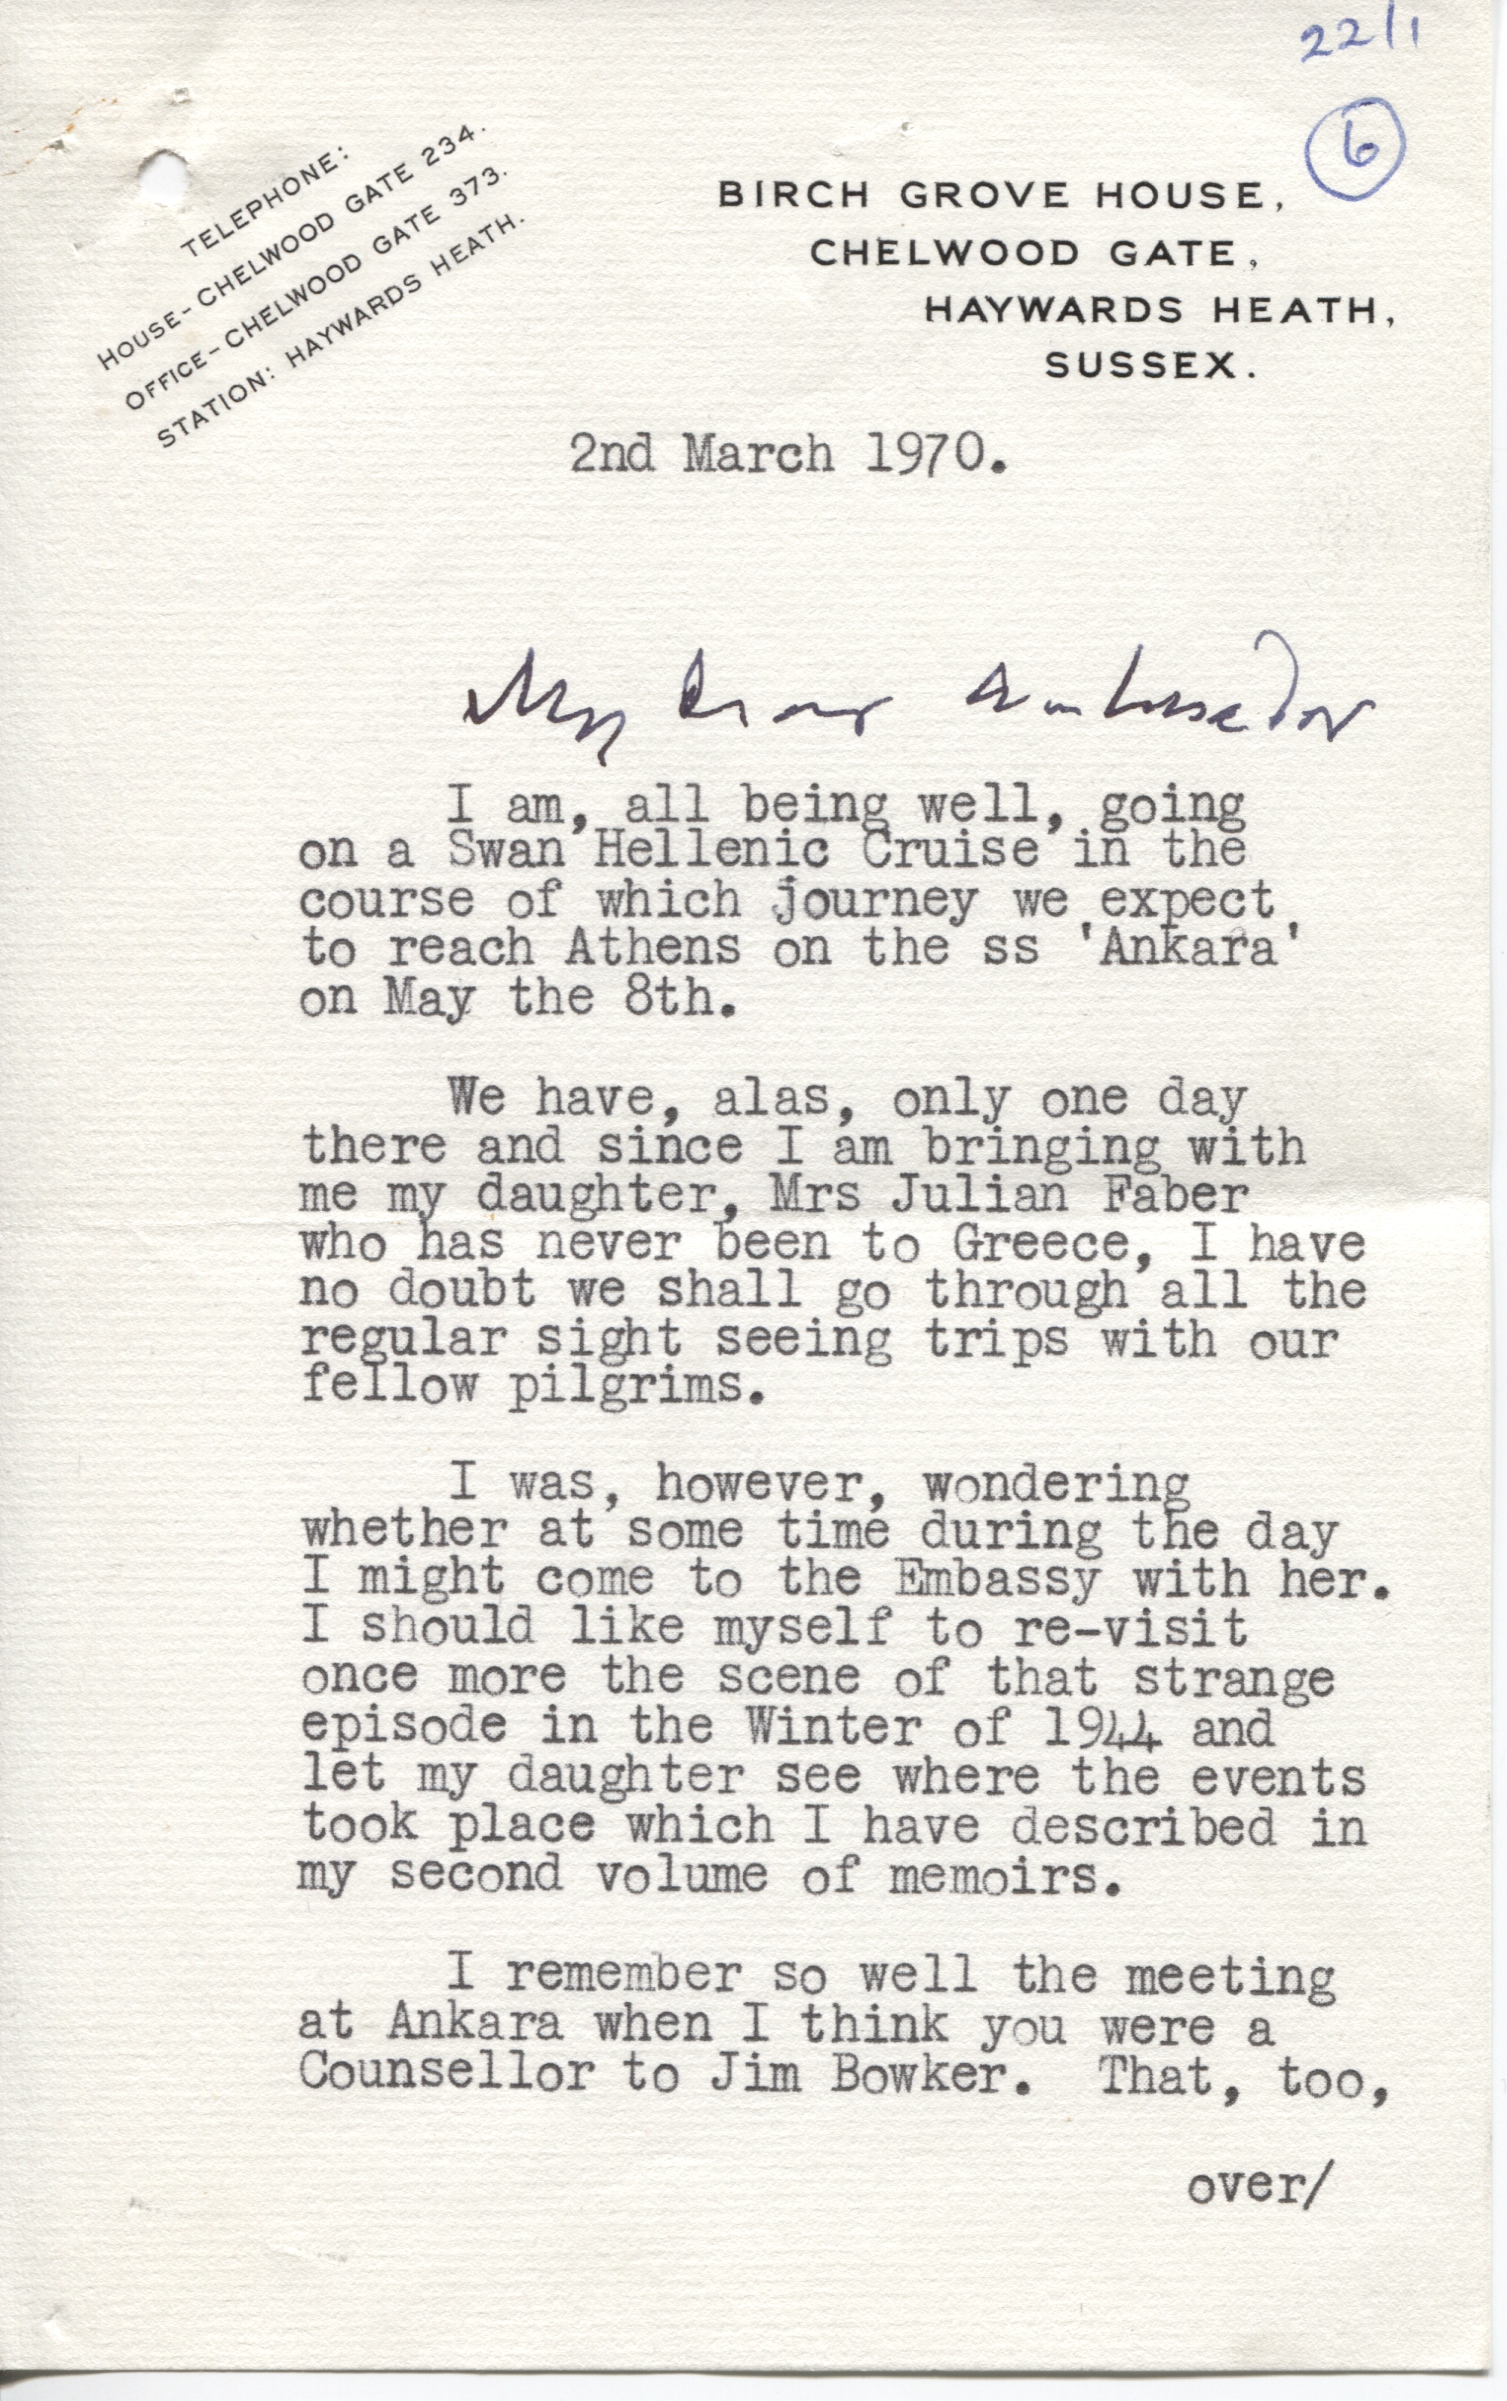 22/1
6
TELEPHONE:
HOUSE - CHELWOOD GATE 234.
OFFICE - CHELWOOD GATE 373.
STATION: HAYWARDS HEATH.
BIRCH GROVE HOUSE,
CHELWOOD GATE,
HAYWARDS HEATH,
SUSSEX.
2nd March 1970.
My dear Ambassador
I am, all being well, going
on a Swan Hellenic Cruise in the
course of which journey we expect
to reach Athens on the ss 'Ankara'
on May the 8th.
We have, alas, only one day
there and since I am bringing with
me my daughter, Mrs Julian Faber
who has never been to Greece, I have
no doubt we shall go through all the
regular sight seeing trips with our
fellow pilgrims.
I was, however, wondering
whether at some time during the day
I might come to the Embassy with her.
I should like myself to re-visit
once more the scene of that strange
episode in the Winter of 1944 and
let my daughter see where the events
took place which I have described in
my second volume of memoirs.
I remember so well the meeting
at Ankara when I think you were a
Counsellor to Jim Bowker. That, too,
over/